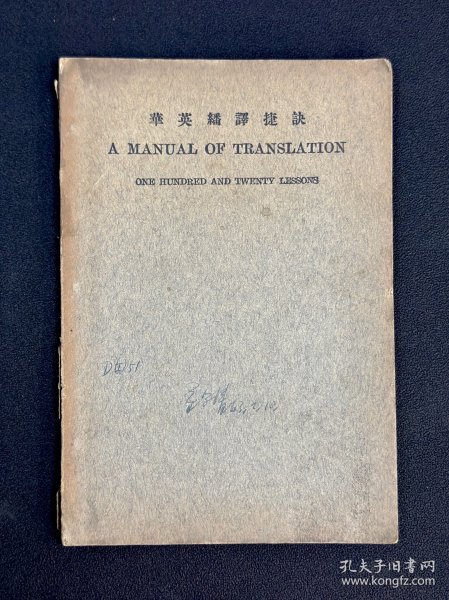 華英繙譯捷訣
A MANUAL OF TRANSLATION
ONE HUNDRED AND TWENTY LESSONS
孔夫子旧书网
www.kongfz.com